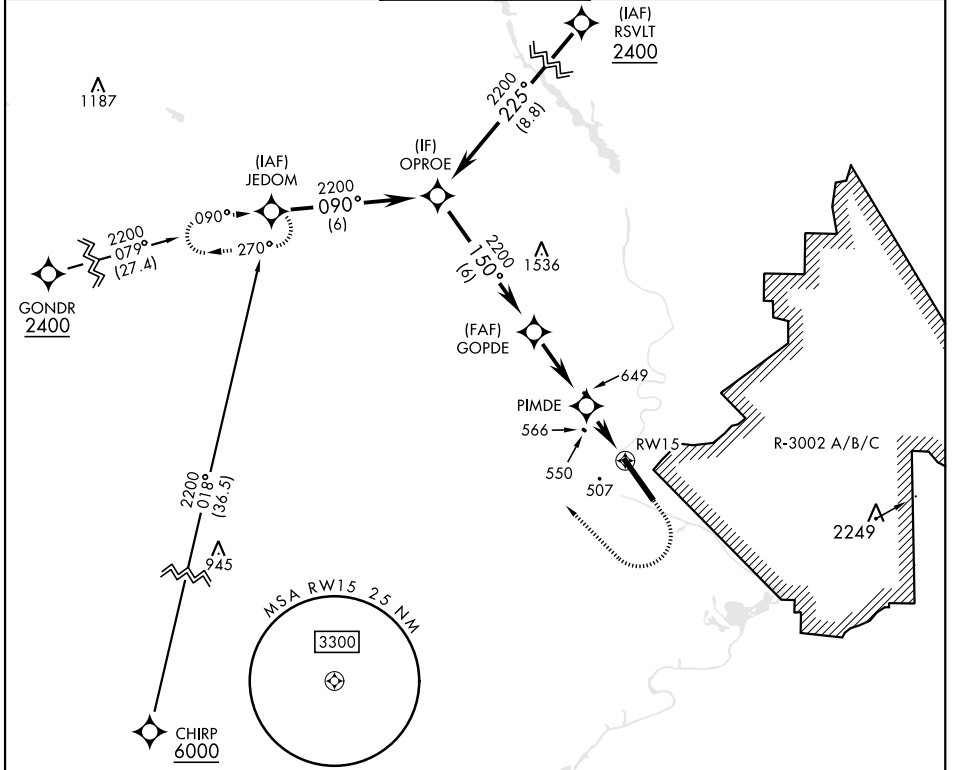 (IAF)
RSVLT
2400
1187
2200
225°
(8.8)
(IF)
OPROE
(IAF)
JEDOM
2200
090°
(6)
090°
270°
2200
079°
(27.4)
GONDR
2400
2200
150°
(6)
1536
(FAF)
GOPDE
649
PIMDE
566
550
RW15
507
R-3002 A/B/C
2249
2200
018°
(36.5)
945
MSA RW15 25 NM
3300
CHIRP
6000